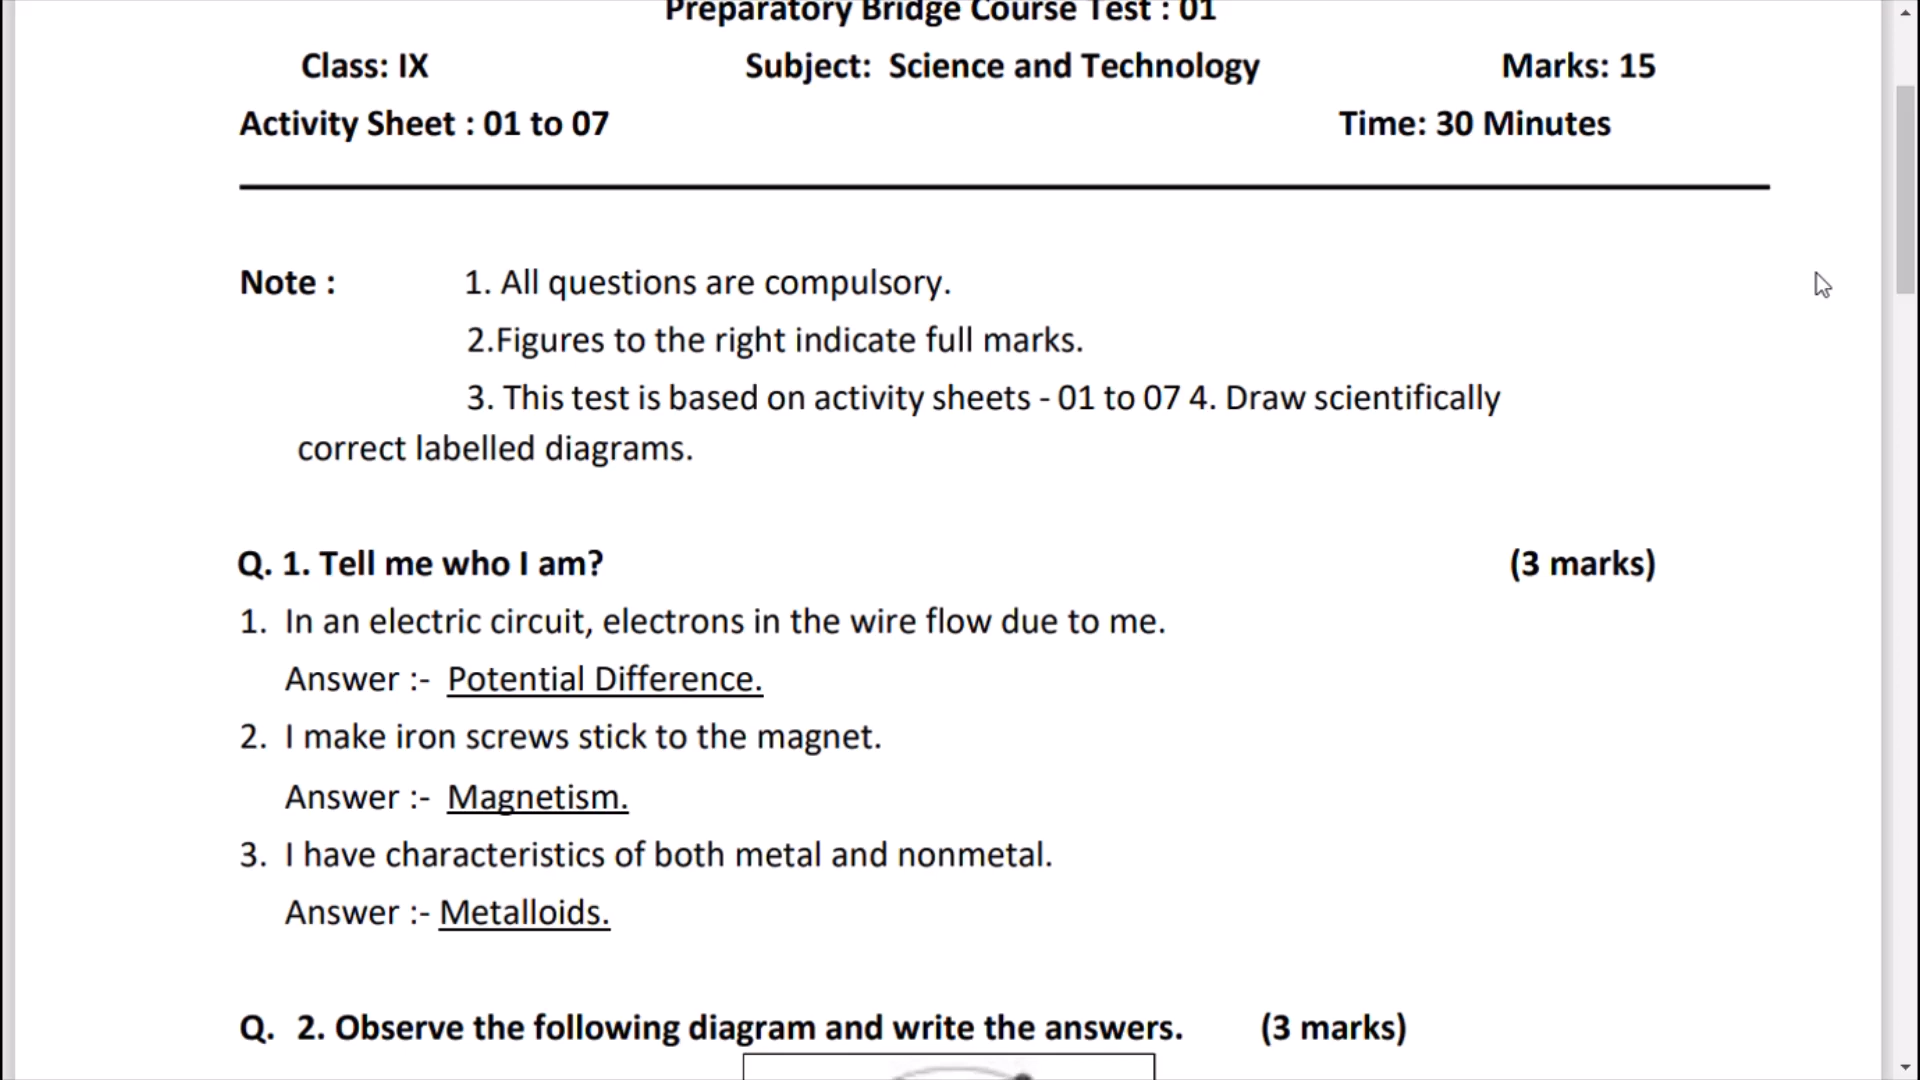 Preparatory Bridge Course Test : 01
Class: IX Subject: Science and Technology Marks: 15
Activity Sheet : 01 to 07 Time: 30 Minutes
Note : 1. All questions are compulsory.
2.Figures to the right indicate full marks.
3. This test is based on activity sheets - 01 to 07 4. Draw scientifically
correct labelled diagrams.
Q. 1. Tell me who I am? (3 marks)
1. In an electric circuit, electrons in the wire flow due to me.
Answer :- Potential Difference.
2. I make iron screws stick to the magnet.
Answer :- Magnetism.
3. I have characteristics of both metal and nonmetal.
Answer :- Metalloids.
Q. 2. Observe the following diagram and write the answers. (3 marks)